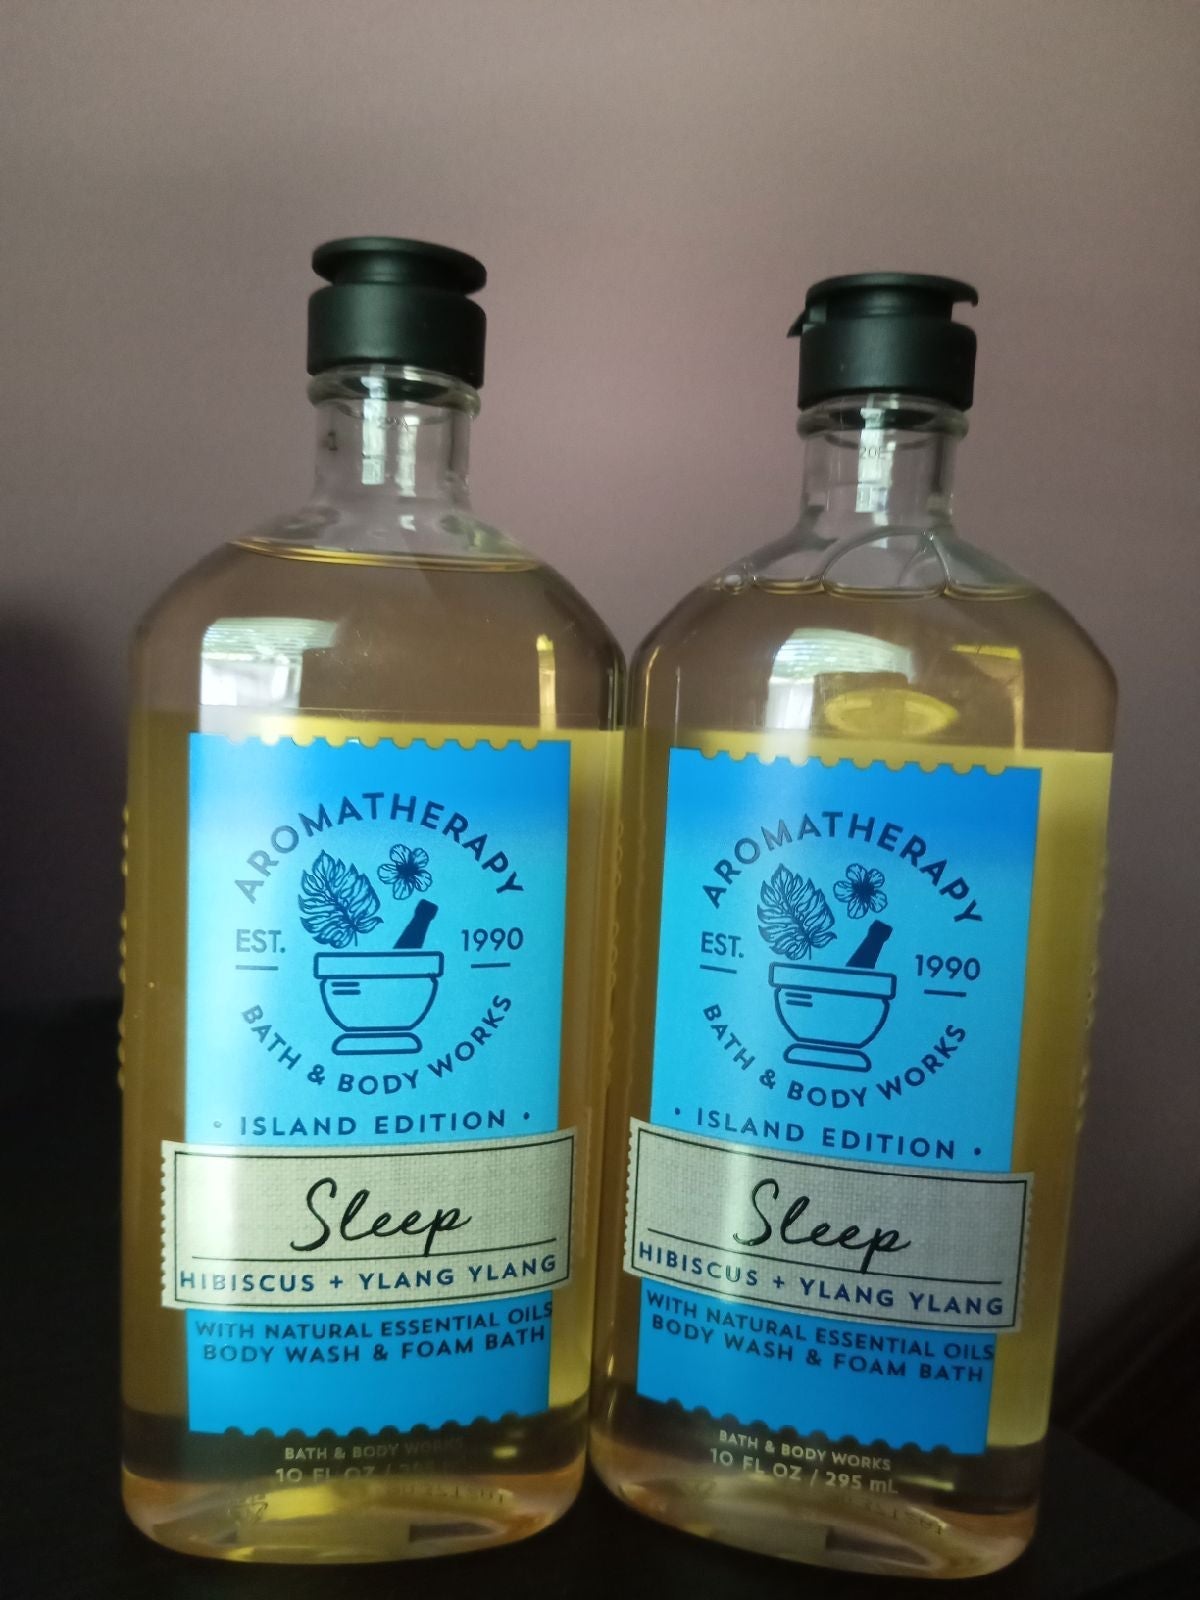 AROMATHERAPY
EST. 1990
BATH & BODY WORKS
• ISLAND EDITION •
Sleep
HIBISCUS + YLANG YLANG
WITH NATURAL ESSENTIAL OILS
BODY WASH & FOAM BATH
BATH & BODY WORKS
10 FL OZ /
AROMATHERAPY
EST. 1990
BATH & BODY WORKS
• ISLAND EDITION •
Sleep
HIBISCUS + YLANG YLANG
WITH NATURAL ESSENTIAL OILS
BODY WASH & FOAM BATH
BATH & BODY WORKS
10 FL OZ / 295 mL